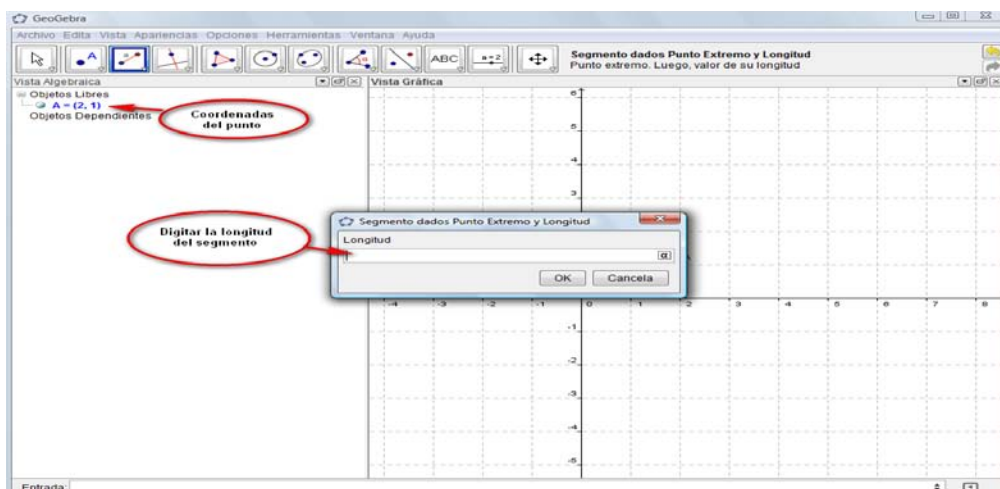 GeoGebra
Archivo Edita Vista Apariencias Opciones Herramientas Ventana Ayuda
A
ABC
a=2
Segmento dados Punto Extremo y Longitud
Punto extremo. Luego, valor de su longitud
Vista Algebraica
Vista Gráfica
Objetos Libres
A = (2, 1)
Objetos Dependientes
Coordenadas
del punto
Digitar la longitud
del segmento
Segmento dados Punto Extremo y Longitud
Longitud
α
OK Cancela
6
5
4
3
-4 -3 -2 -1 0 1 2 3 4 5 6 7 8
-1
-2
-3
-4
-5
Entrada: